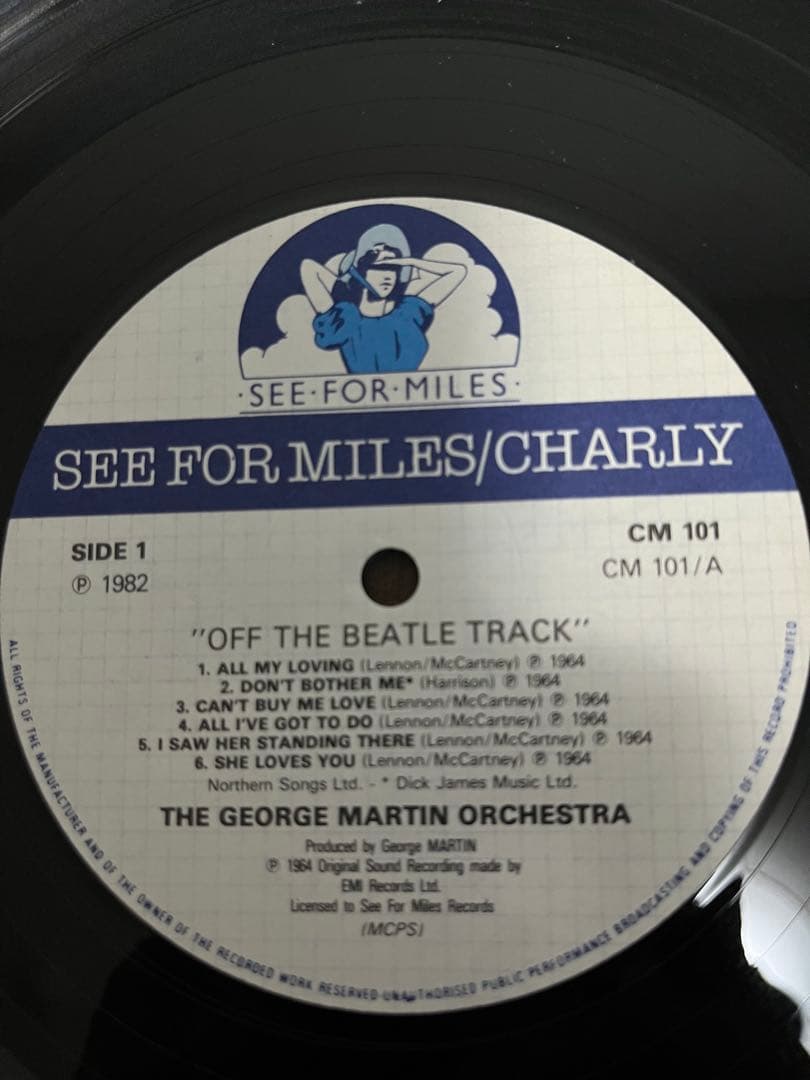 ·SEE·FOR·MILES·
SEE FOR MILES/CHARLY
SIDE 1
℗ 1982
CM 101
CM 101/A
"OFF THE BEATLE TRACK"
1. ALL MY LOVING (Lennon/McCartney) ℗ 1964
2. DON'T BOTHER ME* (Harrison) ℗ 1964
3. CAN'T BUY ME LOVE (Lennon/McCartney) ℗ 1964
4. ALL I'VE GOT TO DO (Lennon/McCartney) ℗ 1964
5. I SAW HER STANDING THERE (Lennon/McCartney) ℗ 1964
6. SHE LOVES YOU (Lennon/McCartney) ℗ 1964
Northern Songs Ltd. - * Dick James Music Ltd.
THE GEORGE MARTIN ORCHESTRA
Produced by George MARTIN
℗ 1964 Original Sound Recording made by
EMI Records Ltd.
Licensed to See For Miles Records
(MCPS)
ALL RIGHTS OF THE MANUFACTURER AND OF THE OWNER OF THE RECORDED WORK RESERVED·UNAUTHORISED PUBLIC PERFORMANCE BROADCASTING AND COPYING OF THIS RECORD PROHIBITED